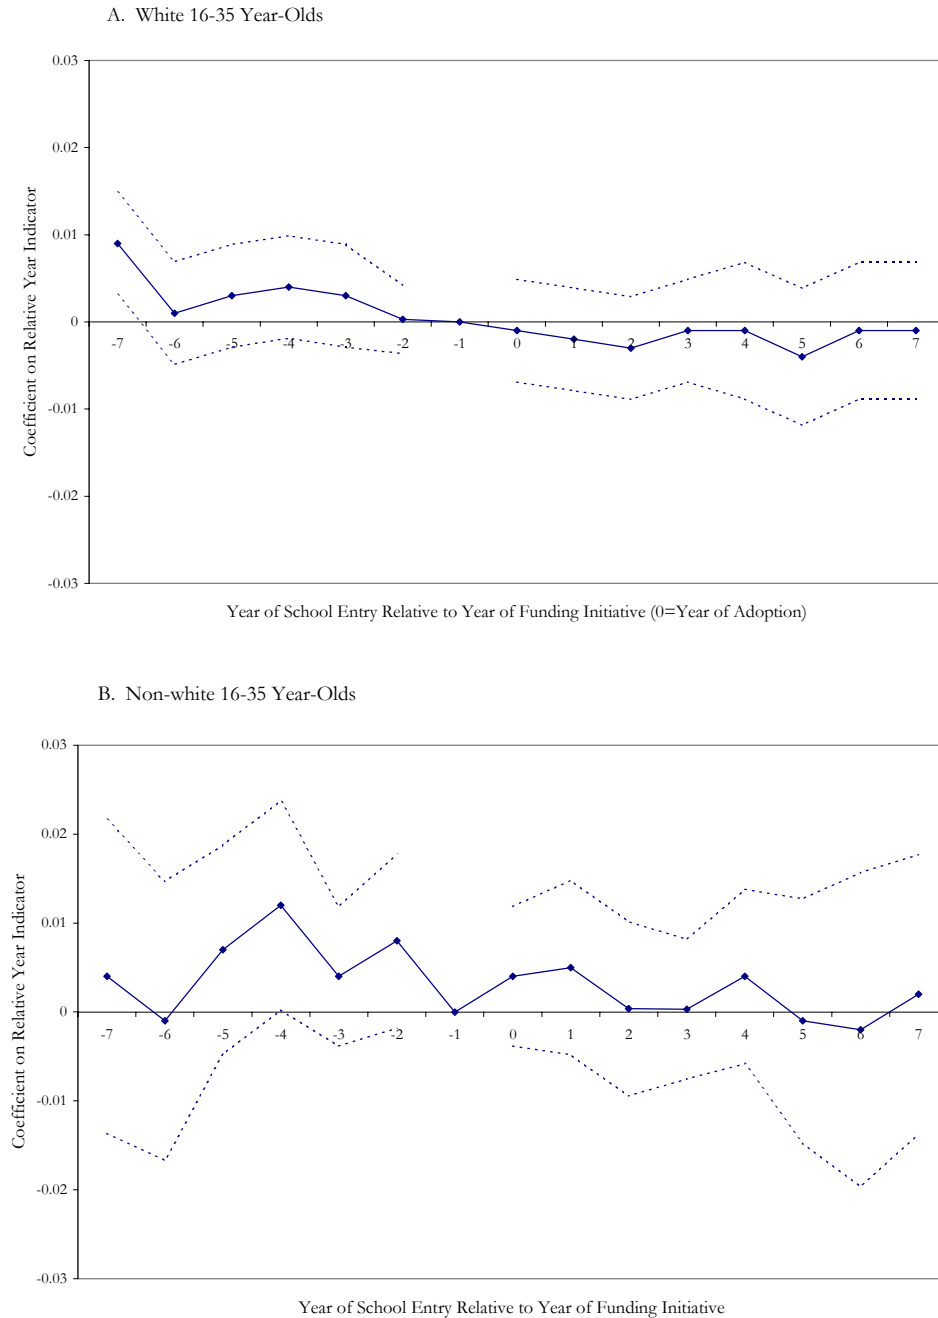 A. White 16-35 Year-Olds
0.03
0.02
0.01
0
-0.01
-0.02
-0.03
-7 -6 -5 -4 -3 -2 -1 0 1 2 3 4 5 6 7
Coefficient on Relative Year Indicator
Year of School Entry Relative to Year of Funding Initiative (0=Year of Adoption)
B. Non-white 16-35 Year-Olds
0.03
0.02
0.01
0
-0.01
-0.02
-0.03
-7 -6 -5 -4 -3 -2 -1 0 1 2 3 4 5 6 7
Coefficient on Relative Year Indicator
Year of School Entry Relative to Year of Funding Initiative